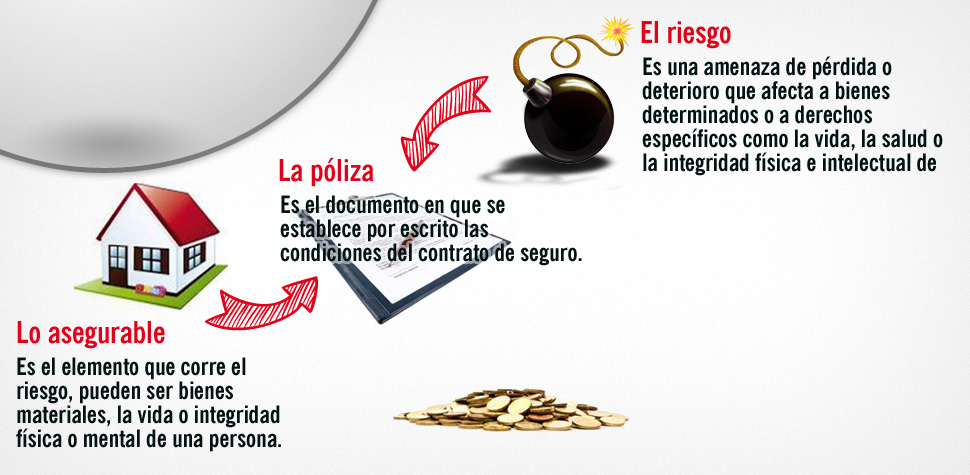 El riesgo
Es una amenaza de pérdida o
deterioro que afecta a bienes
determinados o a derechos
específicos como la vida, la salud o
la integridad física e intelectual de
La póliza
Es el documento en que se
establece por escrito las
condiciones del contrato de seguro.
Lo asegurable
Es el elemento que corre el
riesgo, pueden ser bienes
materiales, la vida o integridad
física o mental de una persona.